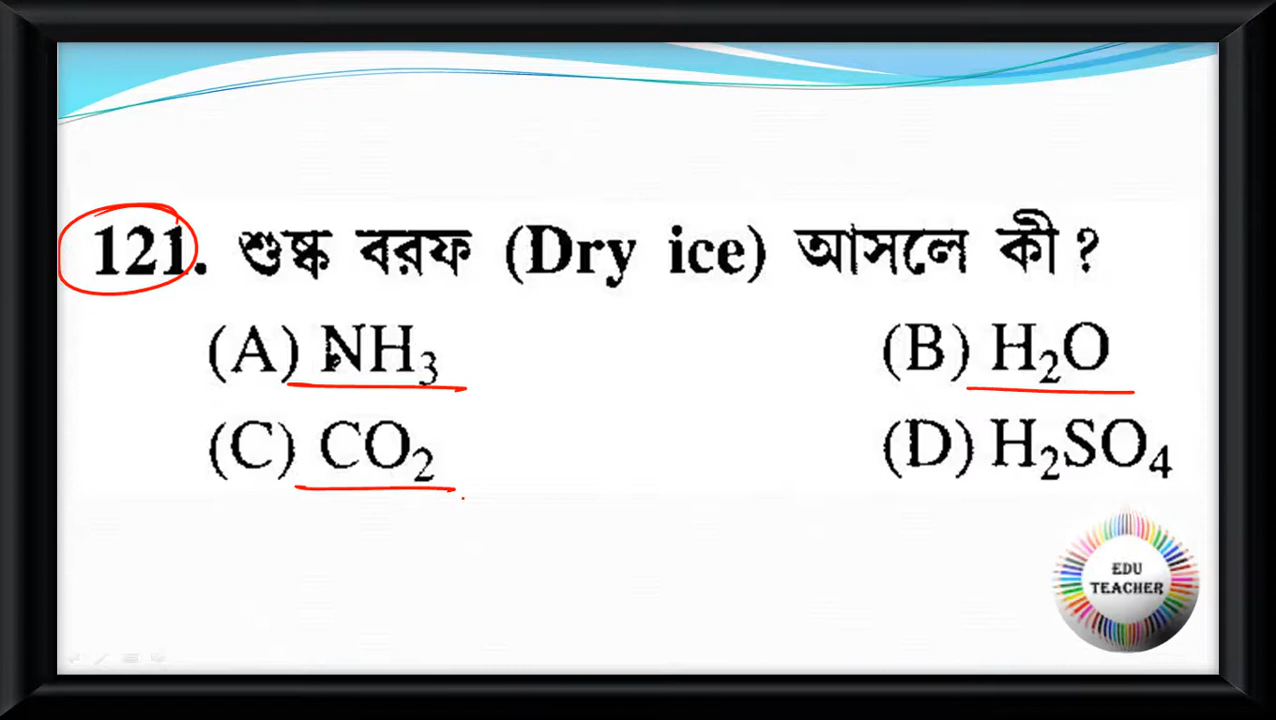 121. শুষ্ক বরফ (Dry ice) আসলে কী ?
(A) NH₃ (B) H₂O
(C) CO₂ (D) H₂SO₄
EDU
TEACHER